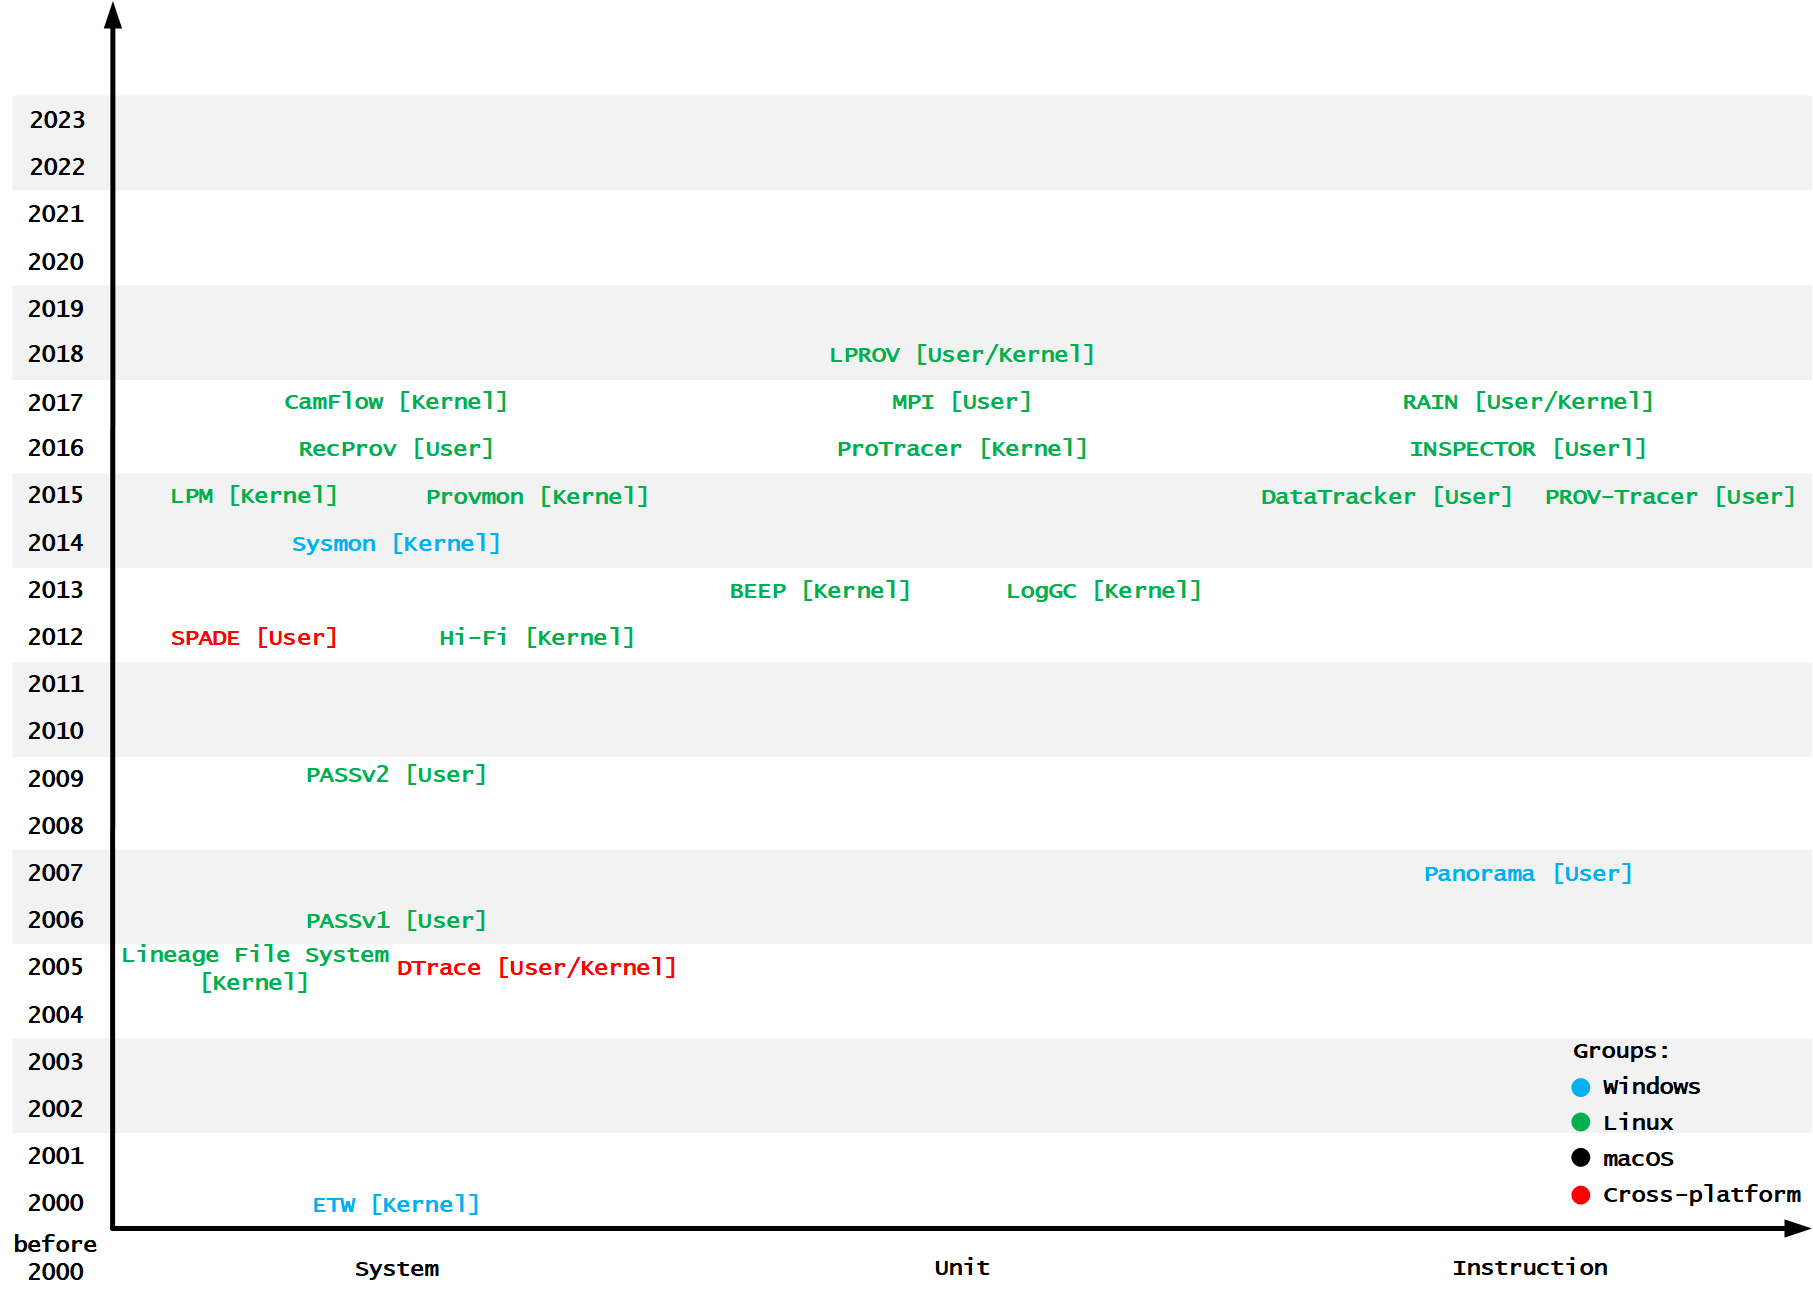 2023
2022
2021
2020
2019
2018 LPROV [User/Kernel]
2017 CamFlow [Kernel] MPI [User] RAIN [User/Kernel]
2016 RecProv [User] ProTracer [Kernel] INSPECTOR [Userl]
2015 LPM [Kernel] Provmon [Kernel] DataTracker [User] PROV-Tracer [User]
2014 Sysmon [Kernel]
2013 BEEP [Kernel] LogGC [Kernel]
2012 SPADE [User] Hi-Fi [Kernel]
2011
2010
2009 PASSv2 [User]
2008
2007 Panorama [User]
2006 PASSv1 [User]
Lineage File System
2005 [Kernel] DTrace [User/Kernel]
2004
2003
2002
2001
2000 ETW [Kernel]
before
2000
System Unit Instruction
Groups:
Windows
Linux
macOS
Cross-platform